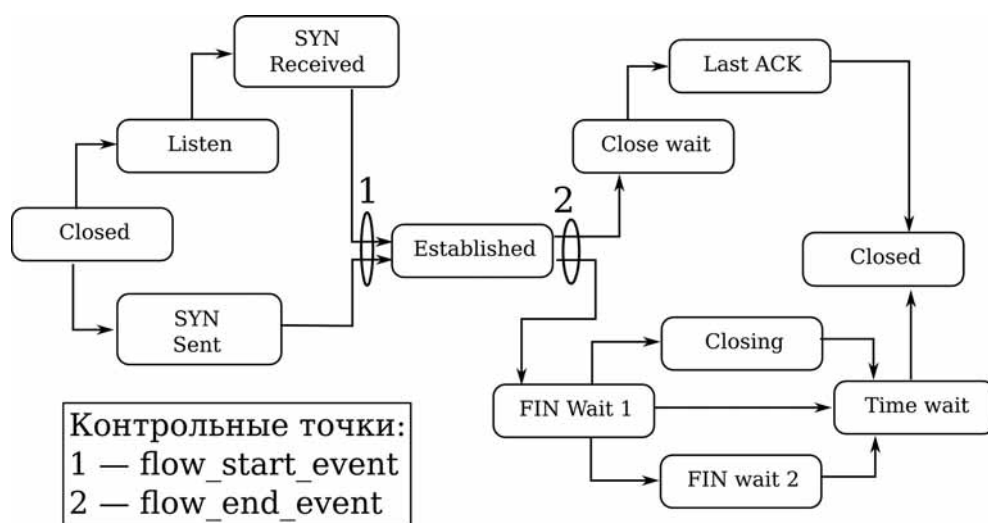 SYN
Received
Last ACK
Listen
Close wait
1
2
Closed
Established
Closed
SYN
Sent
Closing
FIN Wait 1
Time wait
FIN wait 2
Контрольные точки:
1 — flow_start_event
2 — flow_end_event